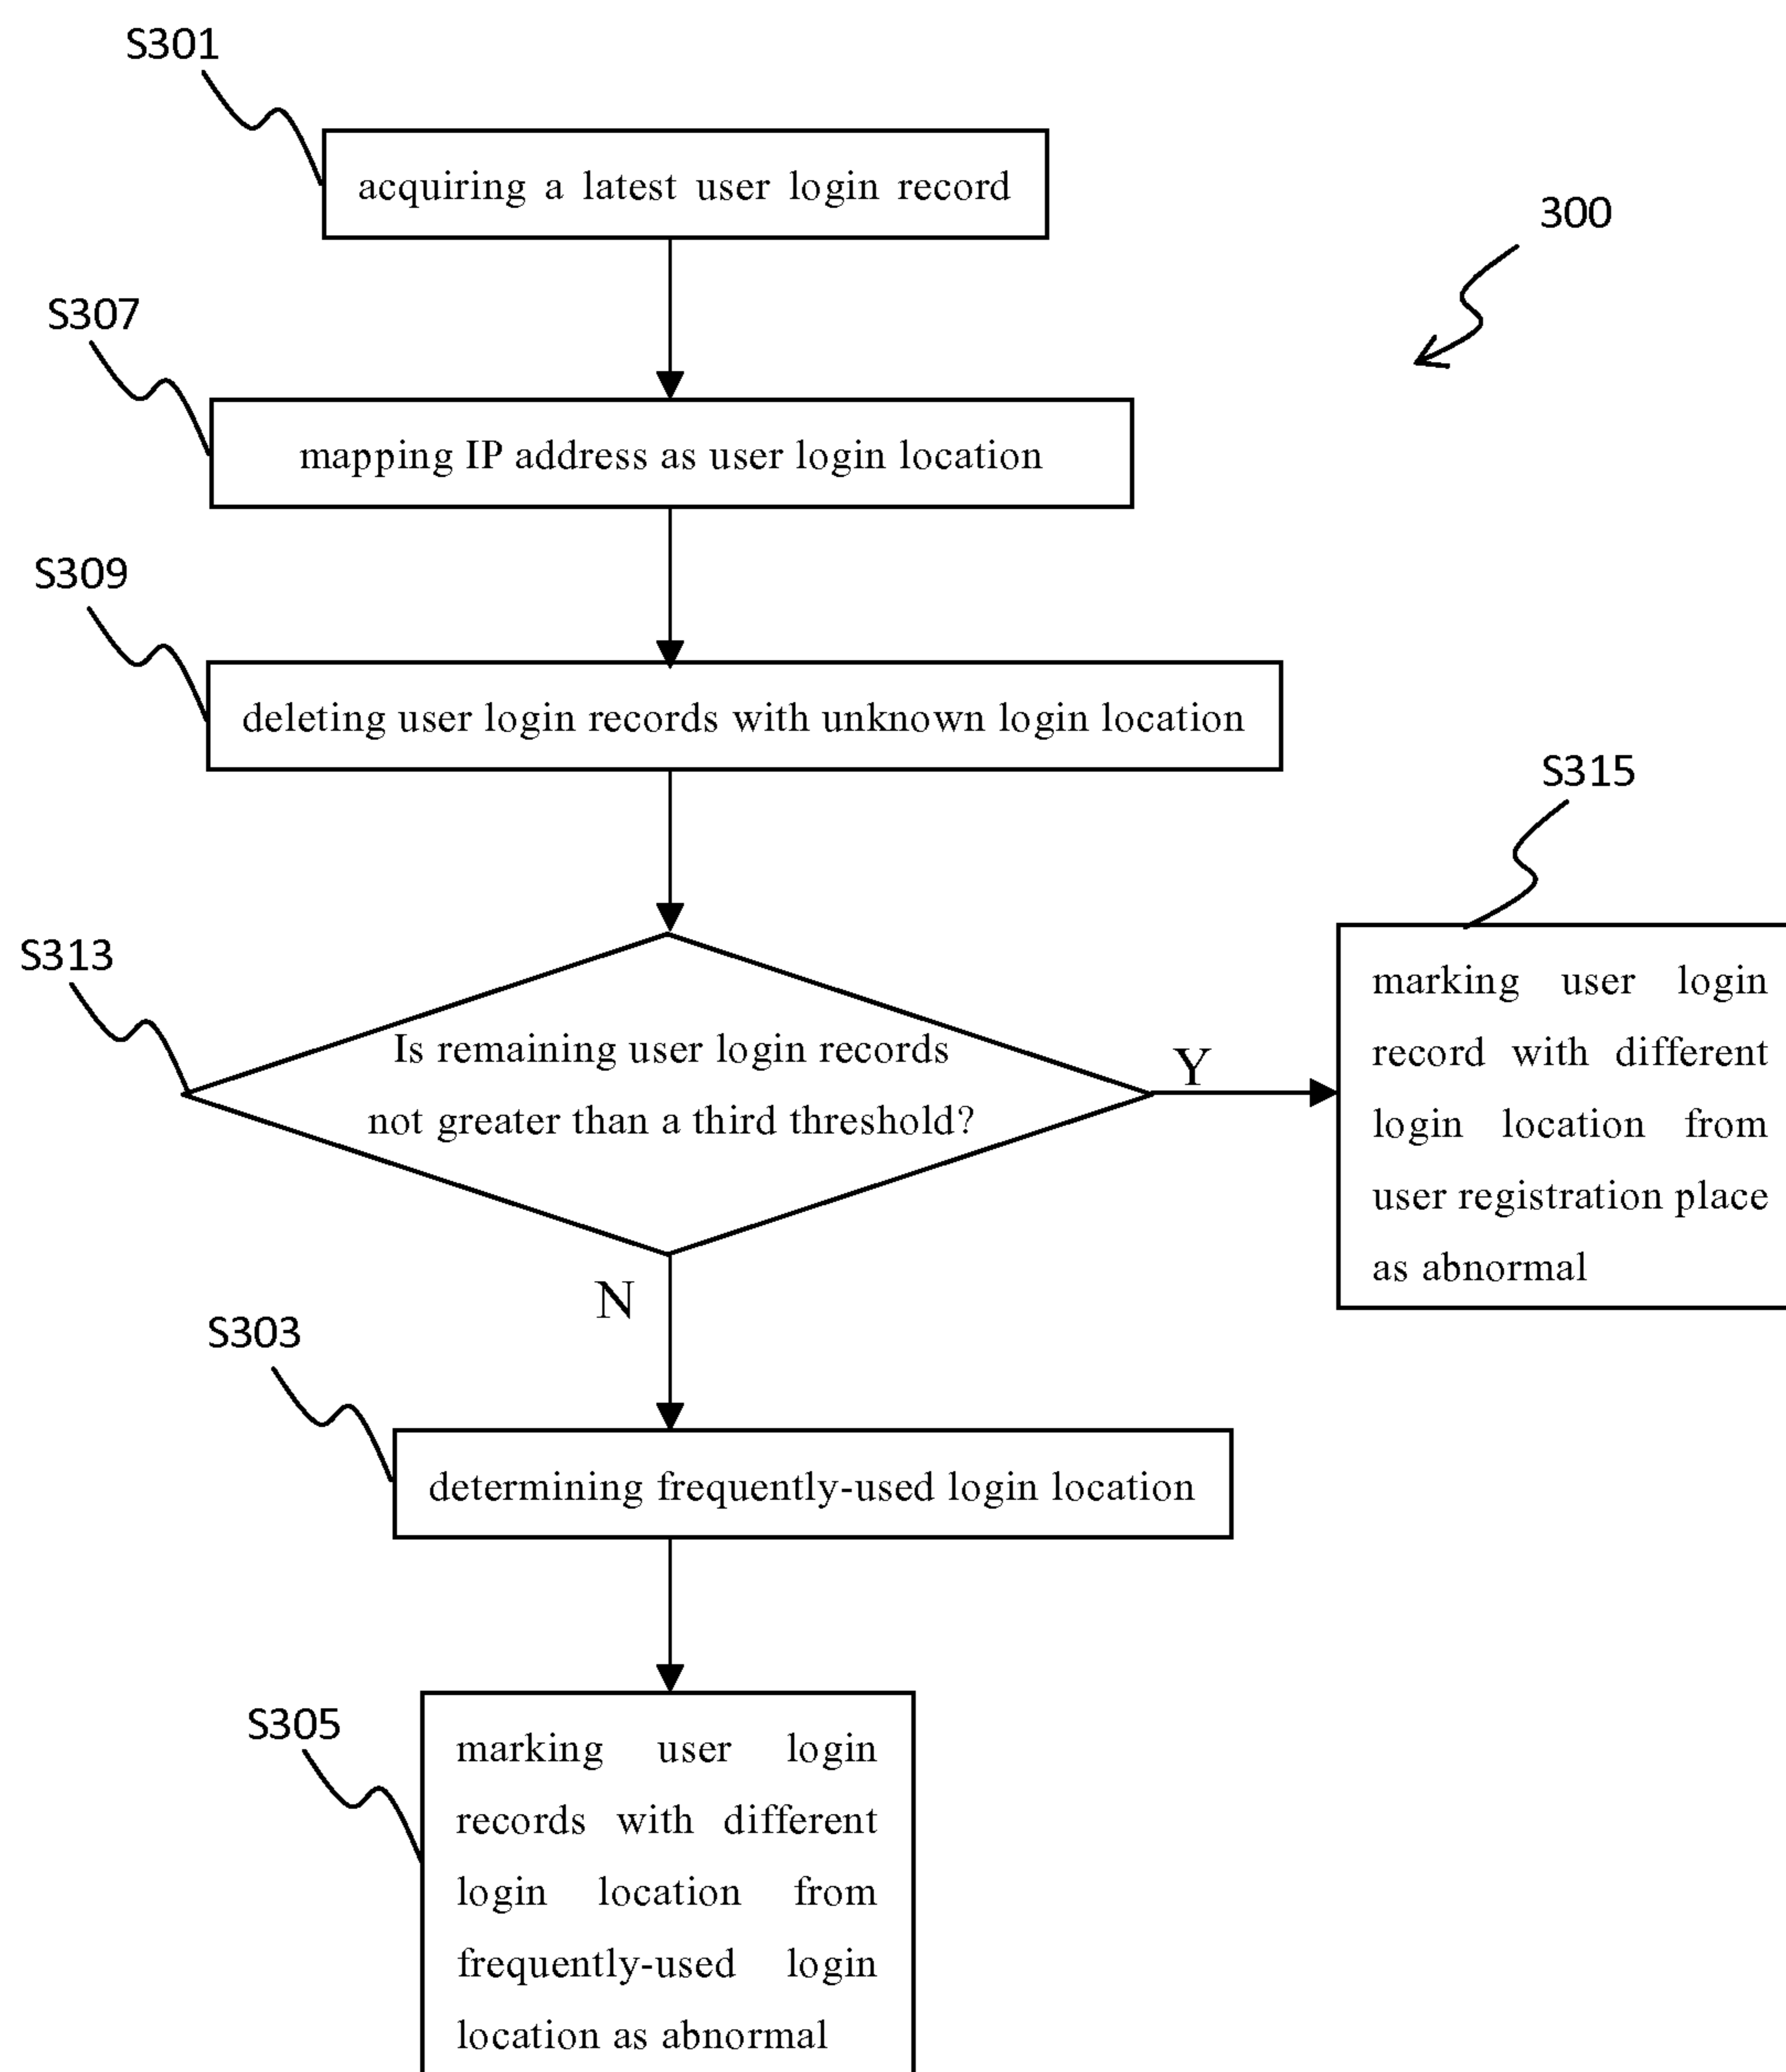 S301
acquiring a latest user login record
300
S307
mapping IP address as user login location
S309
deleting user login records with unknown login location
S315
marking user login
record with different
login location from
user registration place
as abnormal
S313
Is remaining user login records
not greater than a third threshold?
Y
N
S303
determining frequently-used login location
S305
marking user login
records with different
login location from
frequently-used login
location as abnormal